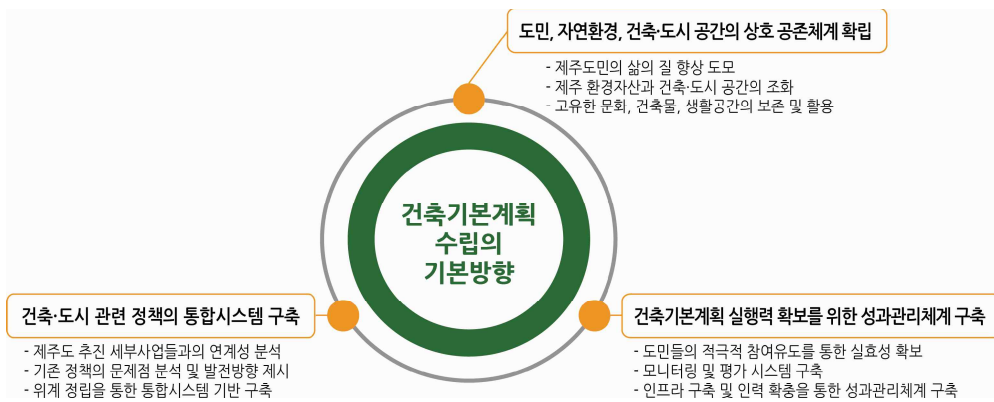 도민, 자연환경, 건축·도시 공간의 상호 공존체계 확립
- 제주도민의 삶의 질 향상 도모
- 제주 환경자산과 건축·도시 공간의 조화
- 고유한 문회, 건축물, 생활공간의 보존 및 활용
건축기본계획
수립의
기본방향
건축·도시 관련 정책의 통합시스템 구축
- 제주도 추진 세부사업들과의 연계성 분석
- 기존 정책의 문제점 분석 및 발전방향 제시
- 위계 정립을 통한 통합시스템 기반 구축
건축기본계획 실행력 확보를 위한 성과관리체계 구축
- 도민들의 적극적 참여유도를 통한 실효성 확보
- 모니터링 및 평가 시스템 구축
- 인프라 구축 및 인력 확충을 통한 성과관리체계 구축